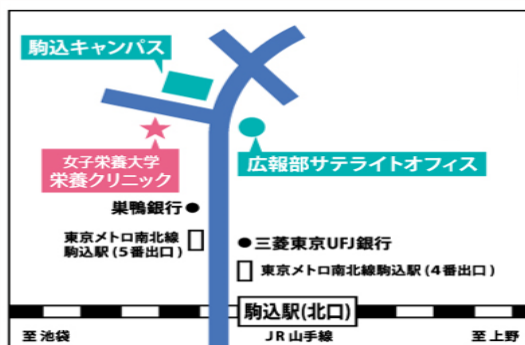 駒込キャンパス
女子栄養大学
栄養クリニック
広報部サテライトオフィス
巣鴨銀行
東京メトロ南北線
駒込駅(5番出口)
三菱東京UFJ銀行
東京メトロ南北線駒込駅(4番出口)
駒込駅(北口)
至池袋
JR山手線
至上野